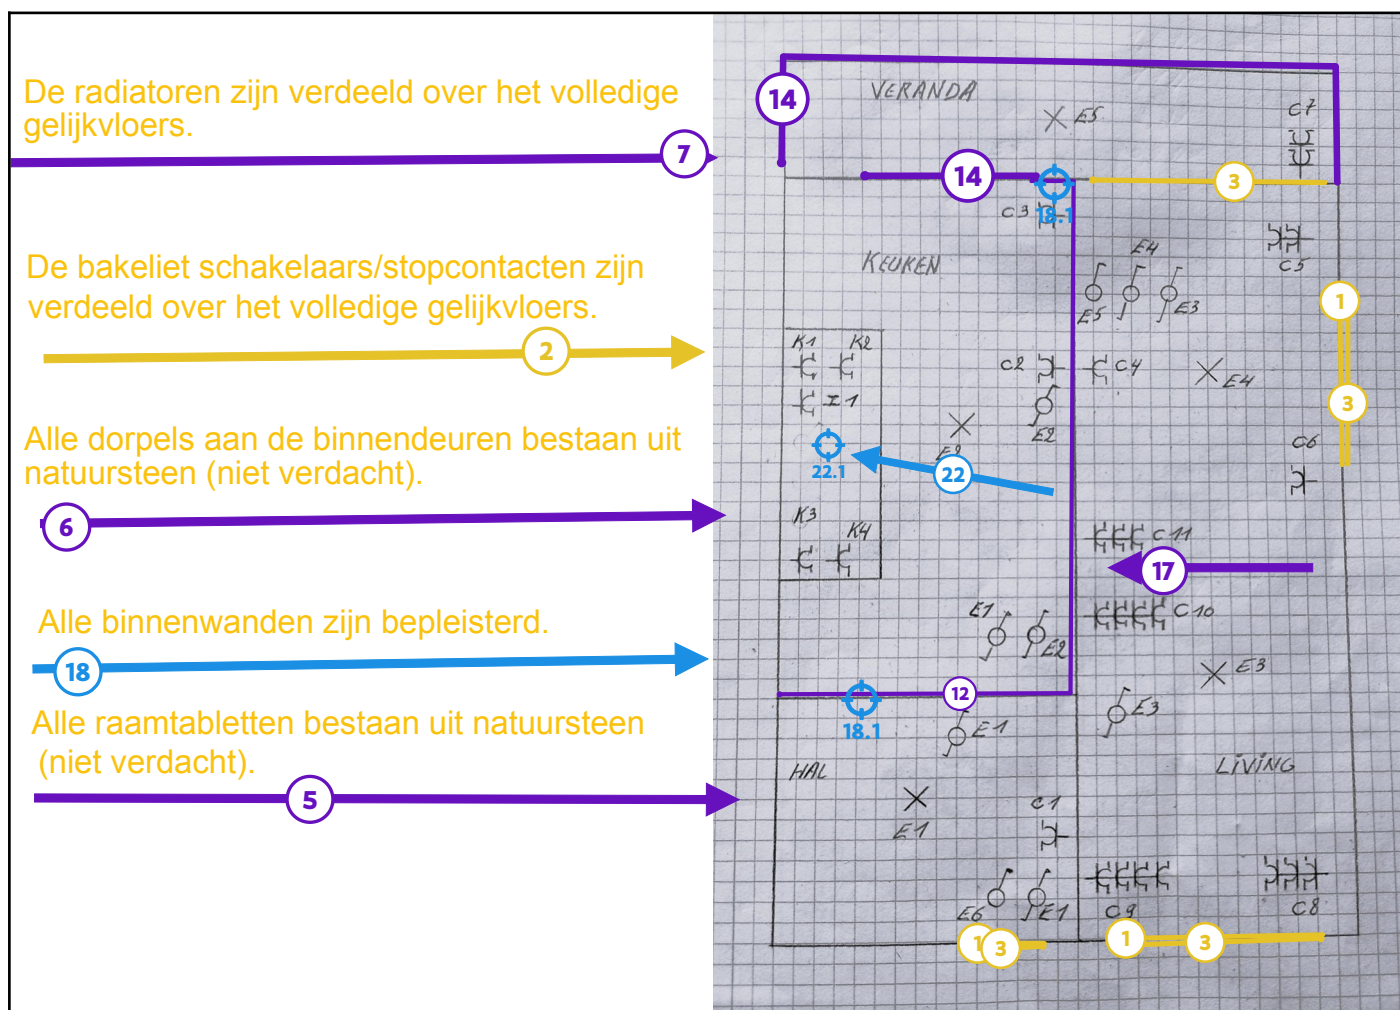 De radiatoren zijn verdeeld over het volledige
gelijkvloers.
7
De bakeliet schakelaars/stopcontacten zijn
verdeeld over het volledige gelijkvloers.
2
Alle dorpels aan de binnendeuren bestaan uit
natuursteen (niet verdacht).
6
Alle binnenwanden zijn bepleisterd.
18
Alle raamtabletten bestaan uit natuursteen
(niet verdacht).
5
14
VERANDA
E5
C7
14
18.1
3
C3
KEUKEN
E4
C5
E5
E3
1
K1
K2
C2
C4
E4
I1
3
E2
E2
C6
22.1
22
K3
K4
C11
17
E1
E2
C10
E3
12
18.1
E1
E3
HAL
LIVING
E1
C1
E6
E1
C9
C8
1
3
1
3